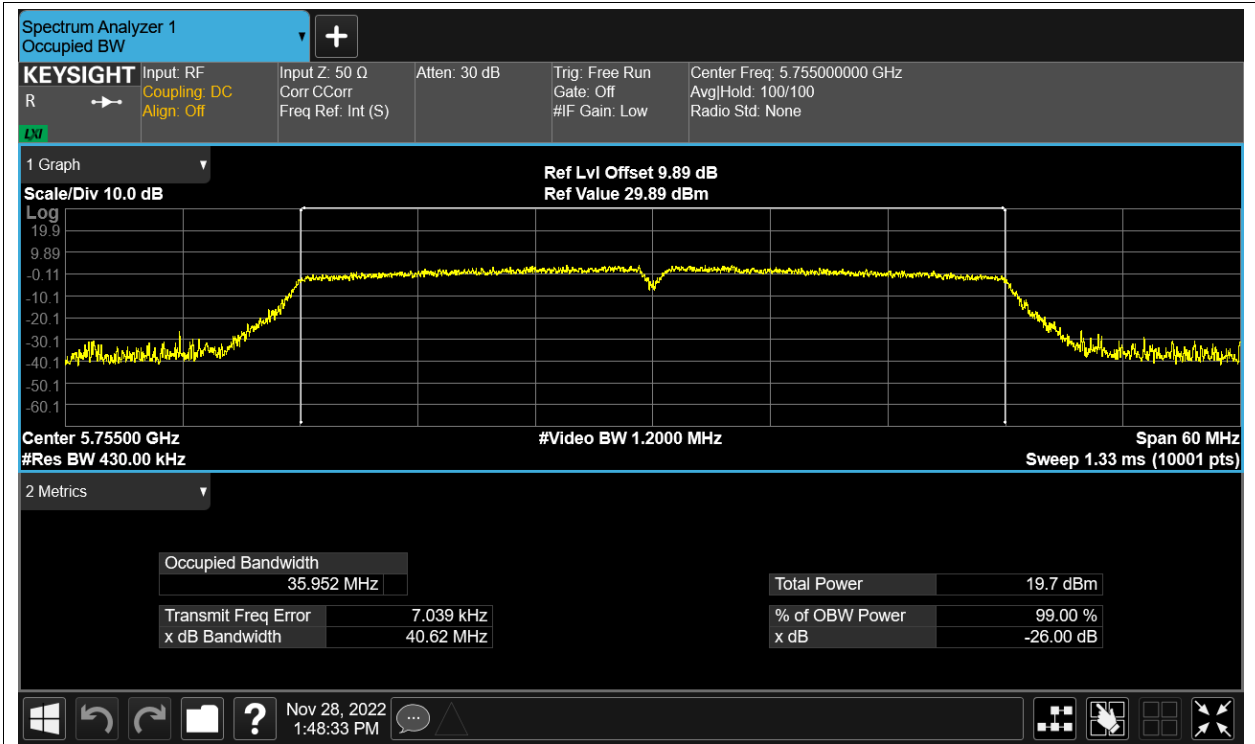 Spectrum Analyzer 1
Occupied BW
KEYSIGHT
R
LXI
Input: RF
Coupling: DC
Align: Off
Input Z: 50 Ω
Corr CCorr
Freq Ref: Int (S)
Atten: 30 dB
Trig: Free Run
Gate: Off
#IF Gain: Low
Center Freq: 5.755000000 GHz
Avg|Hold: 100/100
Radio Std: None
1 Graph
Ref Lvl Offset 9.89 dB
Scale/Div 10.0 dB
Ref Value 29.89 dBm
Log
19.9
9.89
-0.11
-10.1
-20.1
-30.1
-40.1
-50.1
-60.1
Center 5.75500 GHz
#Video BW 1.2000 MHz
Span 60 MHz
#Res BW 430.00 kHz
Sweep 1.33 ms (10001 pts)
2 Metrics
Occupied Bandwidth
35.952 MHz
Total Power 19.7 dBm
Transmit Freq Error 7.039 kHz
% of OBW Power 99.00 %
x dB Bandwidth 40.62 MHz
x dB -26.00 dB
?
Nov 28, 2022
1:48:33 PM